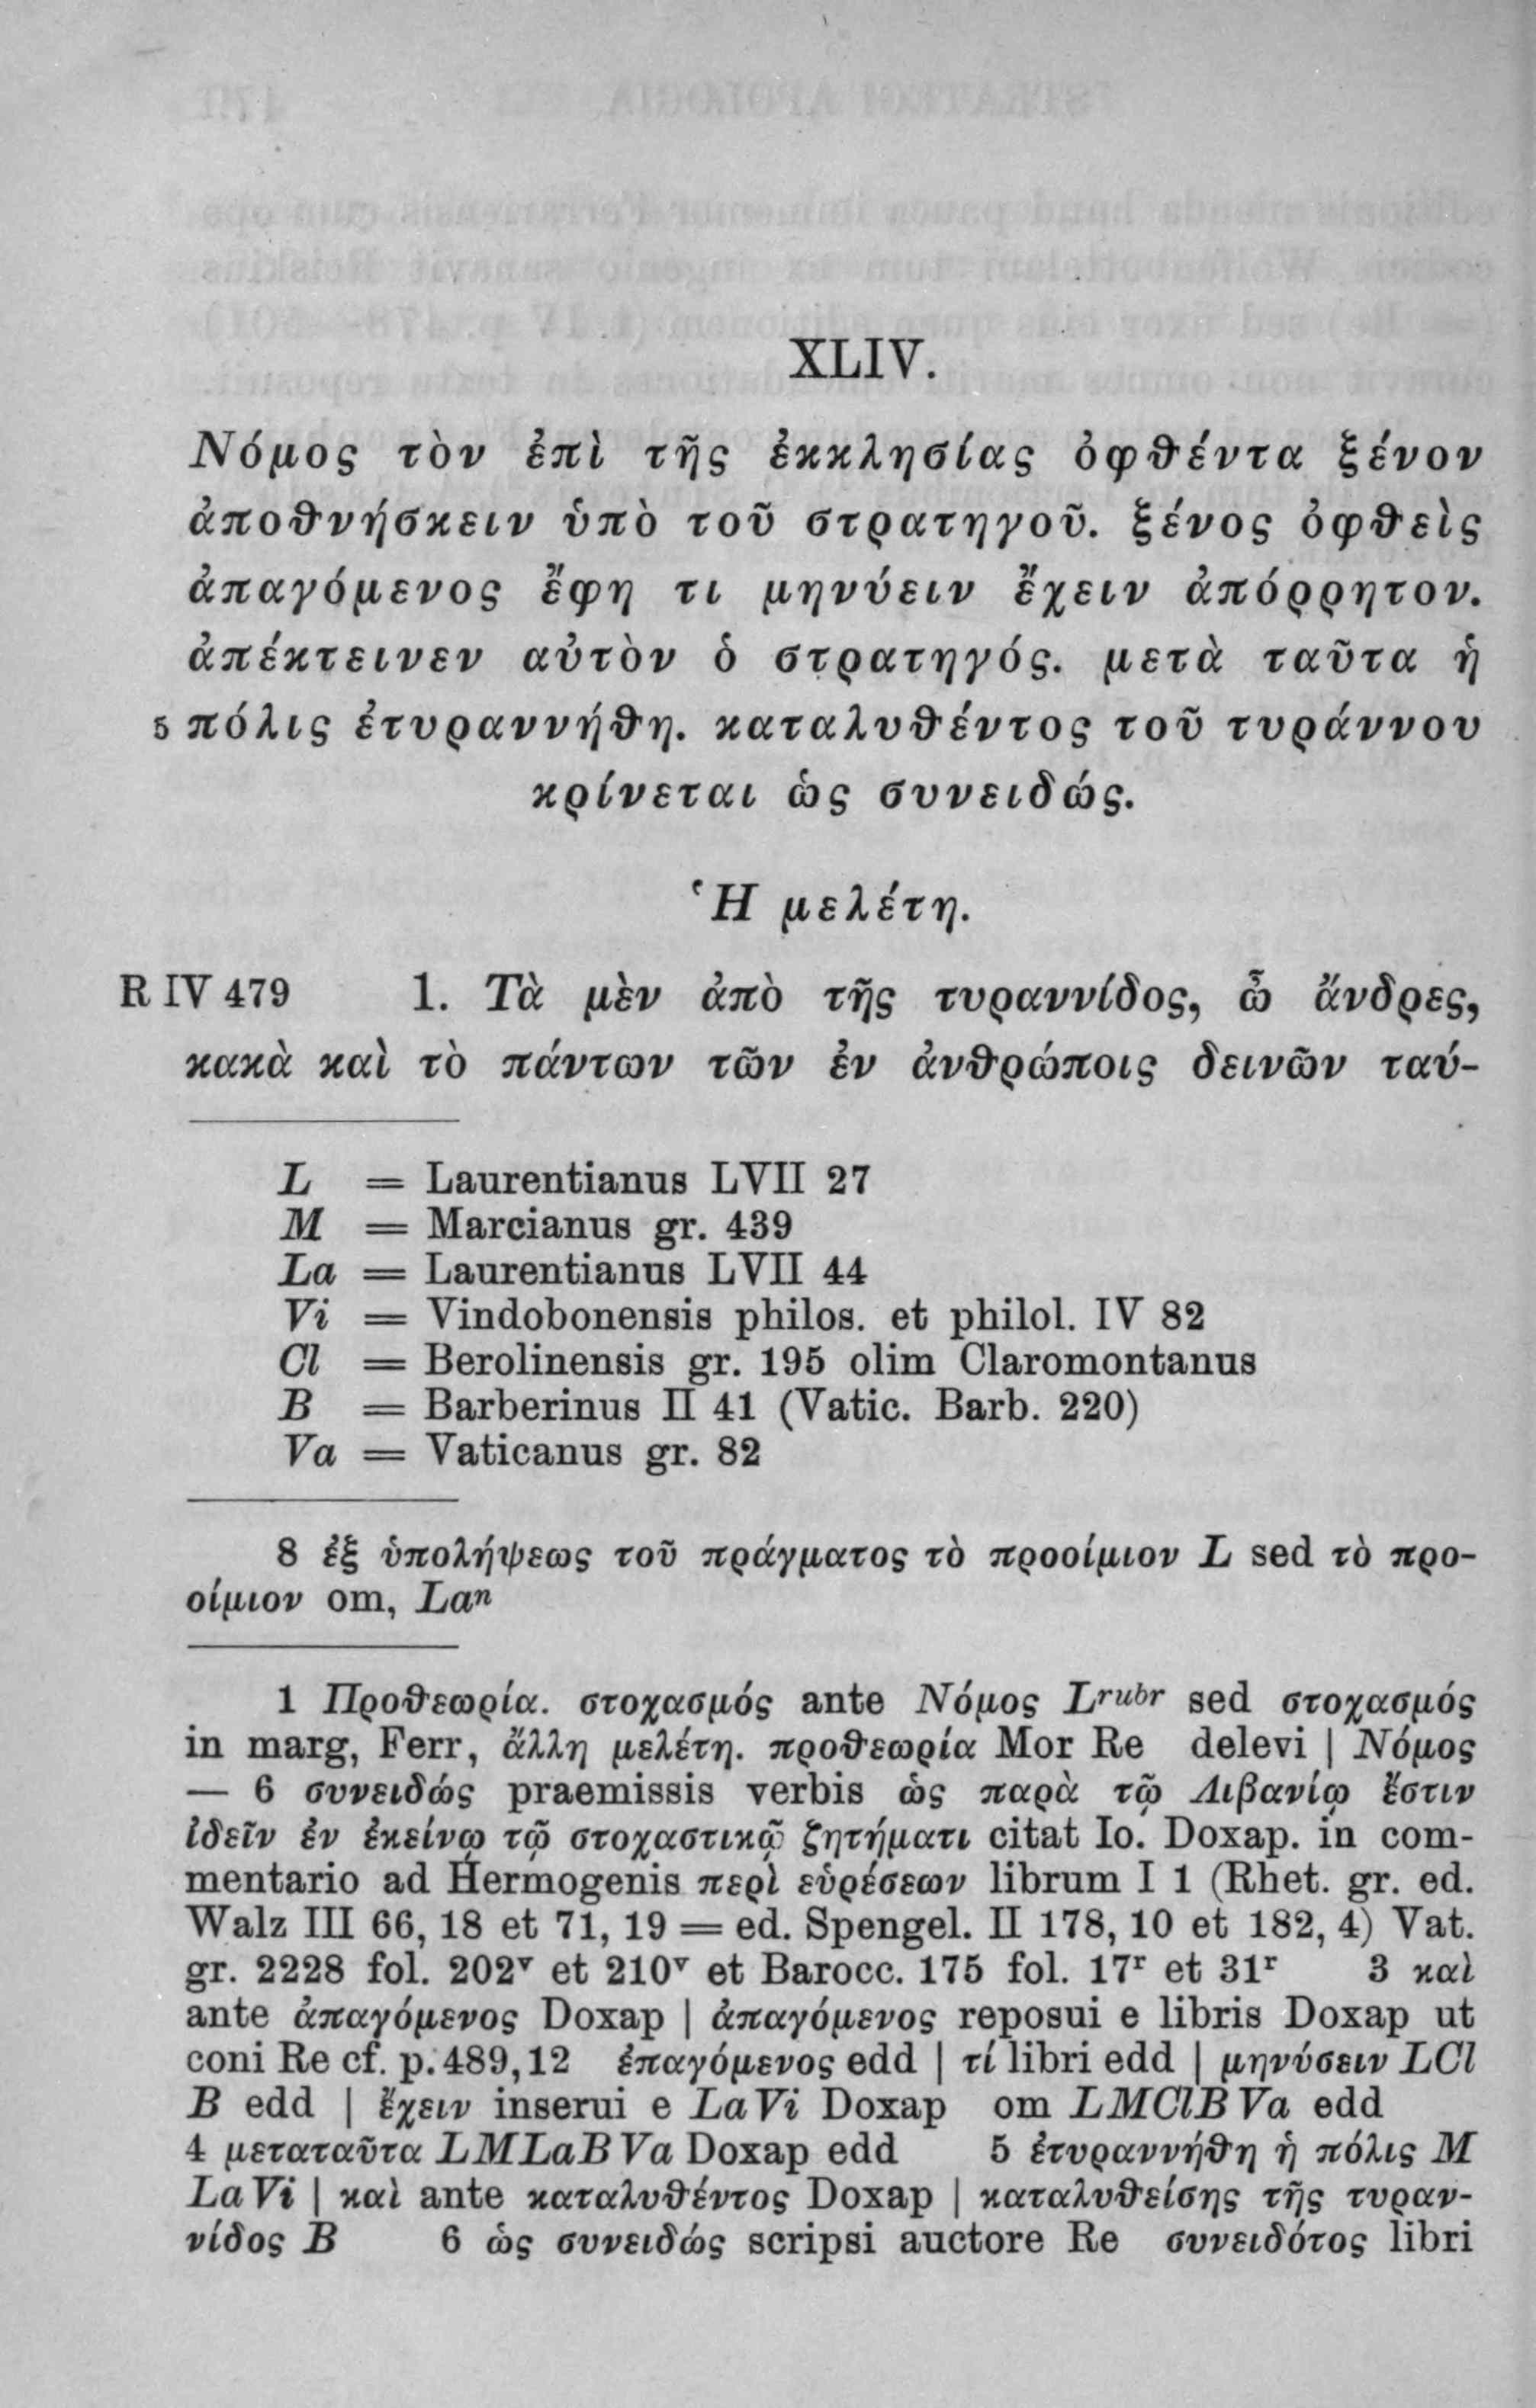 XLIV.
Νόμος τὸν ἐπὶ τῆς ἐκκλησίας ὀφθέντα ξένον
ἀποθνήσκειν ὑπὸ τοῦ στρατηγοῦ. ξένος ὀφθεὶς
ἀπαγόμενος ἔφη τι μηνύειν ἔχειν ἀπόρρητον.
ἀπέκτεινεν αὐτὸν ὁ στρατηγός. μετὰ ταῦτα ἡ
5 πόλις ἐτυραννήθη. καταλυθέντος τοῦ τυράννου
κρίνεται ὡς συνειδώς.
Ἡ μελέτη.
R IV 479 1. Τὰ μὲν ἀπὸ τῆς τυραννίδος, ὦ ἄνδρες,
κακὰ καὶ τὸ πάντων τῶν ἐν ἀνθρώποις δεινῶν ταύ-
L = Laurentianus LVII 27
M = Marcianus gr. 439
La = Laurentianus LVII 44
Vi = Vindobonensis philos. et philol. IV 82
Cl = Berolinensis gr. 195 olim Claromontanus
B = Barberinus II 41 (Vatic. Barb. 220)
Va = Vaticanus gr. 82
8 ἐξ ὑπολήψεως τοῦ πράγματος τὸ προοίμιον L sed τὸ προ-
οίμιον om, Laⁿ
1 Προθεωρία. στοχασμός ante Νόμος Lʳᵘᵇʳ sed στοχασμός
in marg, Ferr, ἄλλη μελέτη. προθεωρία Mor Re delevi | Νόμος
— 6 συνειδώς praemissis verbis ὡς παρὰ τῷ Λιβανίῳ ἔστιν
ἰδεῖν ἐν ἐκείνῳ τῷ στοχαστικῷ ζητήματι citat Io. Doxap. in com-
mentario ad Hermogenis περὶ εὑρέσεων librum I 1 (Rhet. gr. ed.
Walz III 66, 18 et 71, 19 = ed. Spengel. II 178, 10 et 182, 4) Vat.
gr. 2228 fol. 202ᵛ et 210ᵛ et Barocc. 175 fol. 17ʳ et 31ʳ 3 καὶ
ante ἀπαγόμενος Doxap | ἀπαγόμενος reposui e libris Doxap ut
coni Re cf. p. 489, 12 ἐπαγόμενος edd | τί libri edd | μηνύσειν LCl
B edd | ἔχειν inserui e LaVi Doxap om LMClBVa edd
4 μεταταῦτα LMLaBVa Doxap edd 5 ἐτυραννήθη ἡ πόλις M
LaVi | καὶ ante καταλυθέντος Doxap | καταλυθείσης τῆς τυραν-
νίδος B 6 ὡς συνειδώς scripsi auctore Re συνειδότος libri